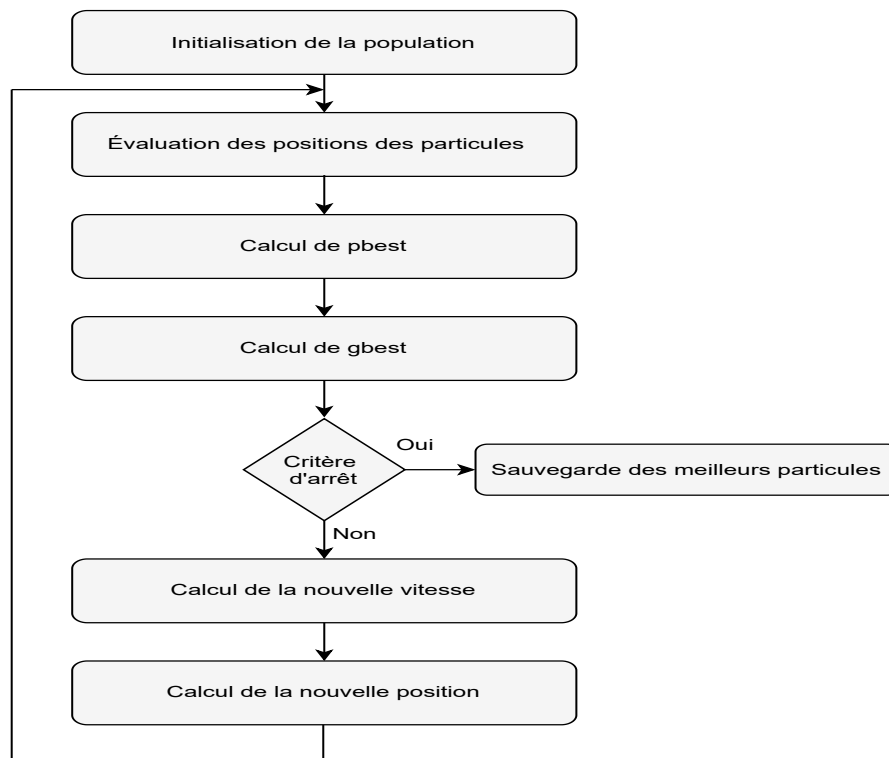 Initialisation de la population
Évaluation des positions des particules
Calcul de pbest
Calcul de gbest
Critère
d'arrêt
Oui
Sauvegarde des meilleurs particules
Non
Calcul de la nouvelle vitesse
Calcul de la nouvelle position